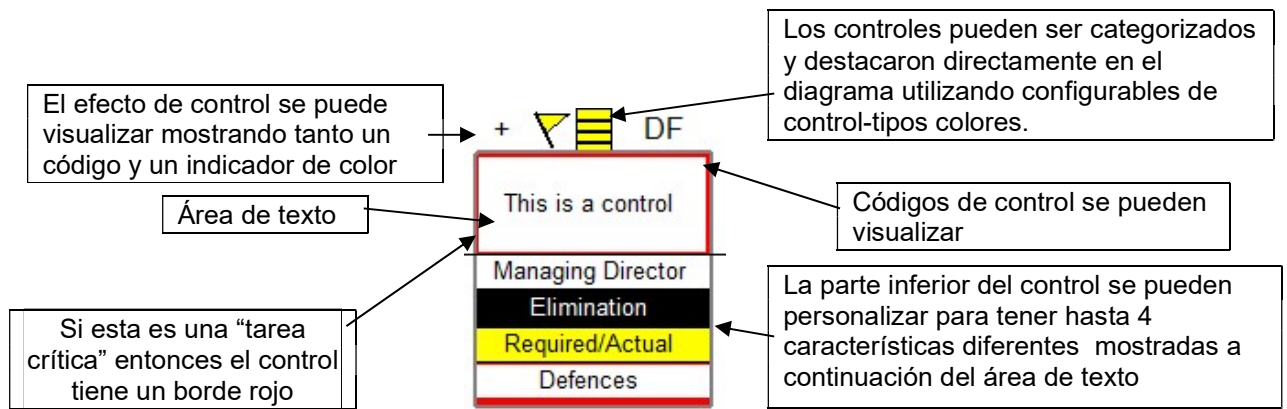 Los controles pueden ser categorizados
y destacaron directamente en el
diagrama utilizando configurables de
control-tipos colores.
El efecto de control se puede
visualizar mostrando tanto un
código y un indicador de color
+ DF
This is a control
Área de texto
Códigos de control se pueden
visualizar
Managing Director
Elimination
Required/Actual
Defences
La parte inferior del control se pueden
personalizar para tener hasta 4
características diferentes mostradas a
continuación del área de texto
Si esta es una “tarea
crítica” entonces el control
tiene un borde rojo